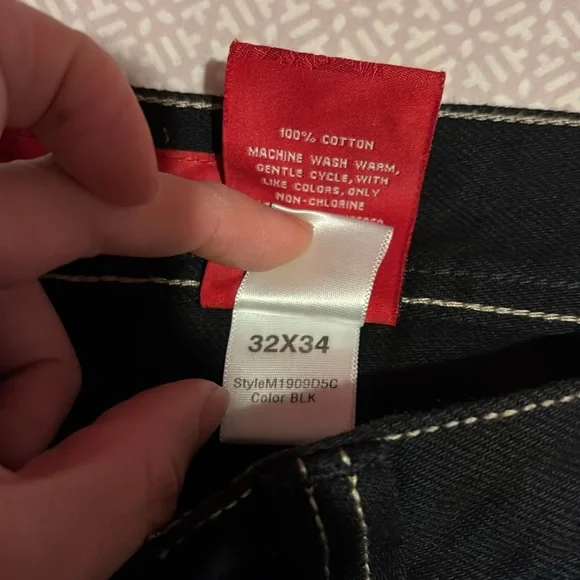 100% COTTON
MACHINE WASH WARM,
GENTLE CYCLE, WITH
LIKE COLORS, ONLY
NON-CHLORINE
32X34
StyleM1909D5C
Color BLK